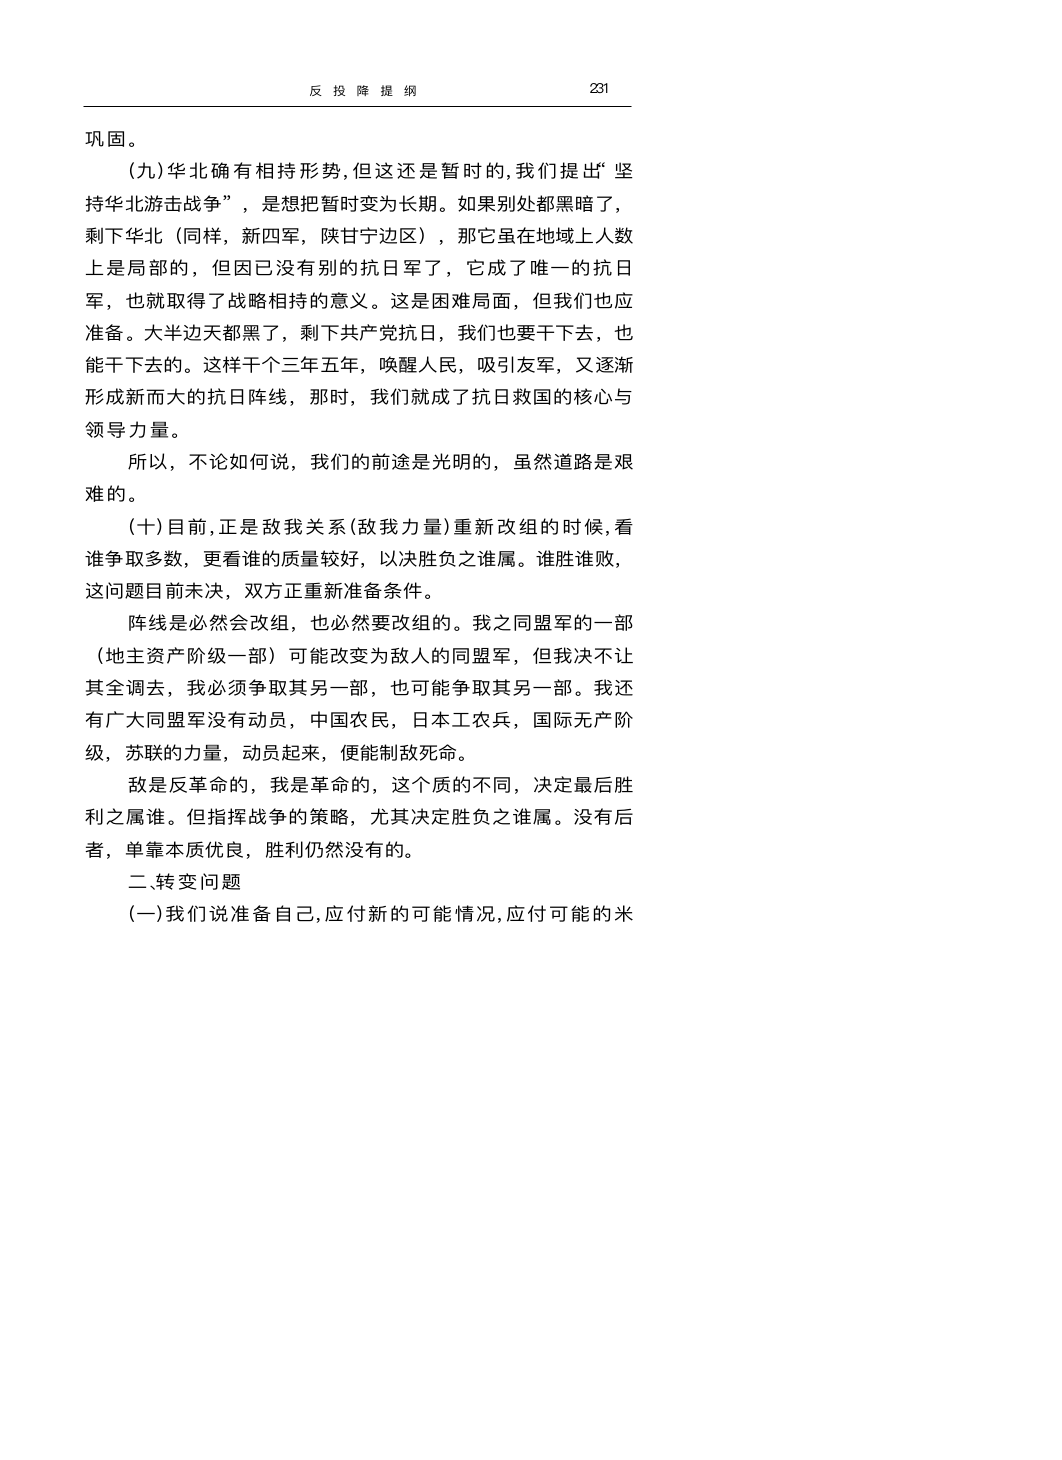 反投降提纲 231
巩固。
(九)华北确有相持形势,但这还是暂时的,我们提出“坚
持华北游击战争”，是想把暂时变为长期。如果别处都黑暗了，
剩下华北（同样，新四军，陕甘宁边区），那它虽在地域上人数
上是局部的，但因已没有别的抗日军了，它成了唯一的抗日
军，也就取得了战略相持的意义。这是困难局面，但我们也应
准备。大半边天都黑了，剩下共产党抗日，我们也要干下去，也
能干下去的。这样干个三年五年，唤醒人民，吸引友军，又逐渐
形成新而大的抗日阵线，那时，我们就成了抗日救国的核心与
领导力量。
所以，不论如何说，我们的前途是光明的，虽然道路是艰
难的。
(十)目前,正是敌我关系(敌我力量)重新改组的时候,看
谁争取多数，更看谁的质量较好，以决胜负之谁属。谁胜谁败，
这问题目前未决，双方正重新准备条件。
阵线是必然会改组，也必然要改组的。我之同盟军的一部
（地主资产阶级一部）可能改变为敌人的同盟军，但我决不让
其全调去，我必须争取其另一部，也可能争取其另一部。我还
有广大同盟军没有动员，中国农民，日本工农兵，国际无产阶
级，苏联的力量，动员起来，便能制敌死命。
敌是反革命的，我是革命的，这个质的不同，决定最后胜
利之属谁。但指挥战争的策略，尤其决定胜负之谁属。没有后
者，单靠本质优良，胜利仍然没有的。
二、转变问题
(一)我们说准备自己,应付新的可能情况,应付可能的米